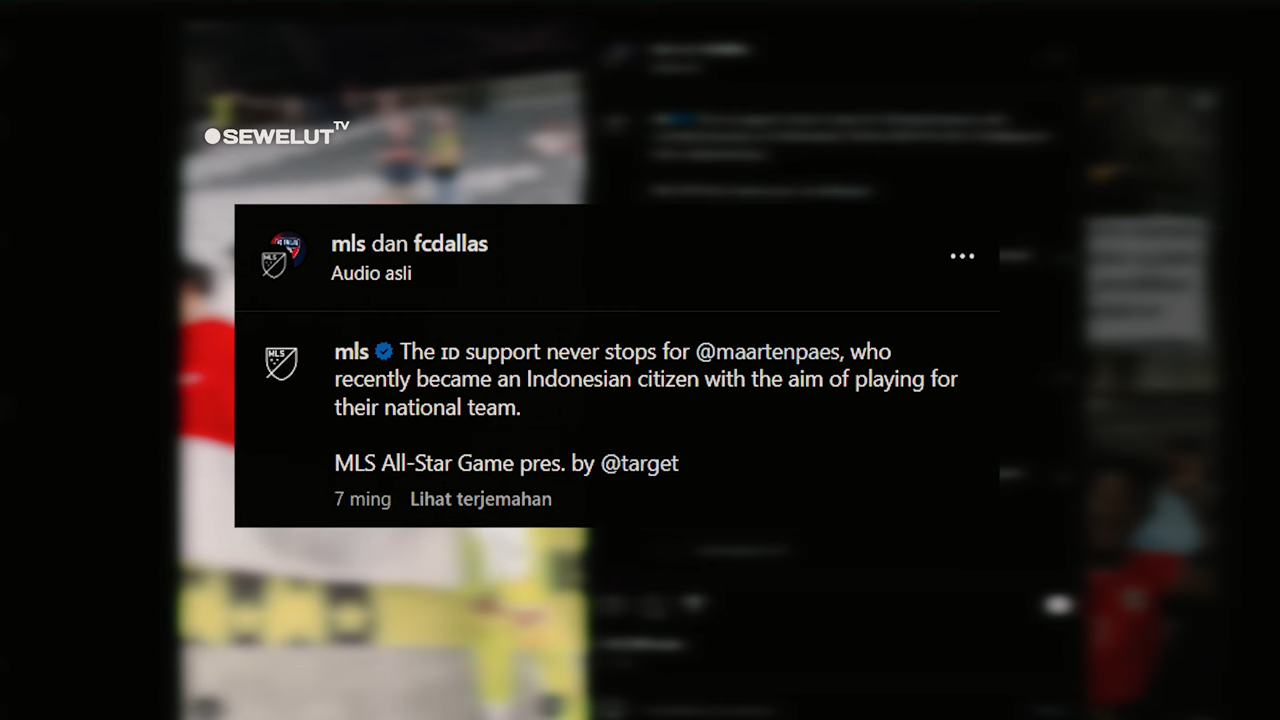 SEWELUT TV
mls dan fcdallas
Audio asli
mls The ID support never stops for @maartenpaes, who
recently became an Indonesian citizen with the aim of playing for
their national team.
MLS All-Star Game pres. by @target
7 ming Lihat terjemahan
MLS
MLS